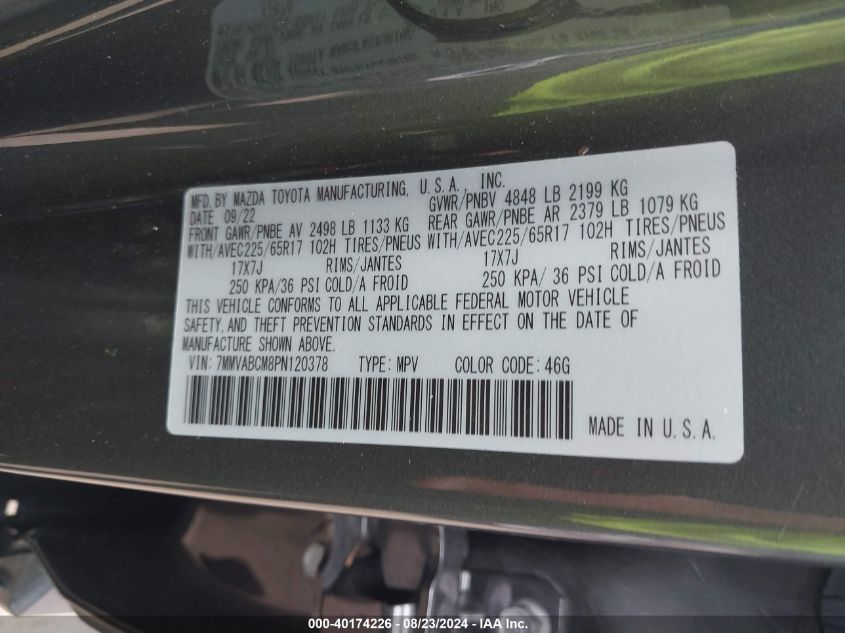 MFD. BY MAZDA TOYOTA MANUFACTURING, U.S.A., INC.
DATE 09/22 GVWR/PNBV 4848 LB 2199 KG
FRONT GAWR/PNBE AV 2498 LB 1133 KG REAR GAWR/PNBE AR 2379 LB 1079 KG
WITH/AVEC225/65R17 102H TIRES/PNEUS WITH/AVEC225/65R17 102H TIRES/PNEUS
17X7J RIMS/JANTES 17X7J RIMS/JANTES
250 KPA/36 PSI COLD/A FROID 250 KPA/ 36 PSI COLD/A FROID
THIS VEHICLE CONFORMS TO ALL APPLICABLE FEDERAL MOTOR VEHICLE
SAFETY, AND THEFT PREVENTION STANDARDS IN EFFECT ON THE DATE OF
MANUFACTURE SHOWN ABOVE.
VIN: 7MMVABCM8PN120378 TYPE: MPV COLOR CODE: 46G
MADE IN U.S.A.
000-40174226 - 08/23/2024 - IAA Inc.